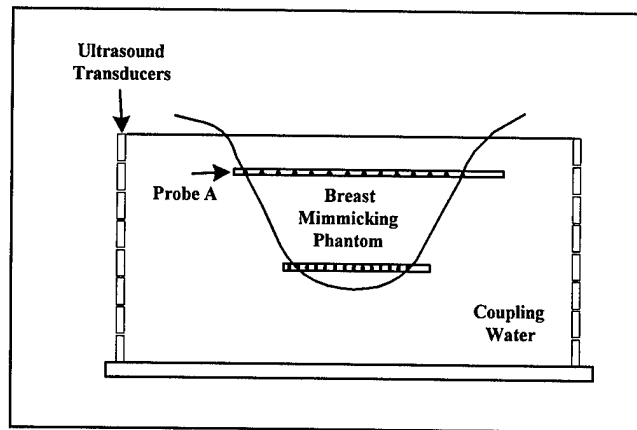 Ultrasound
Transducers
Probe A
Breast
Mimmicking
Phantom
Coupling
Water